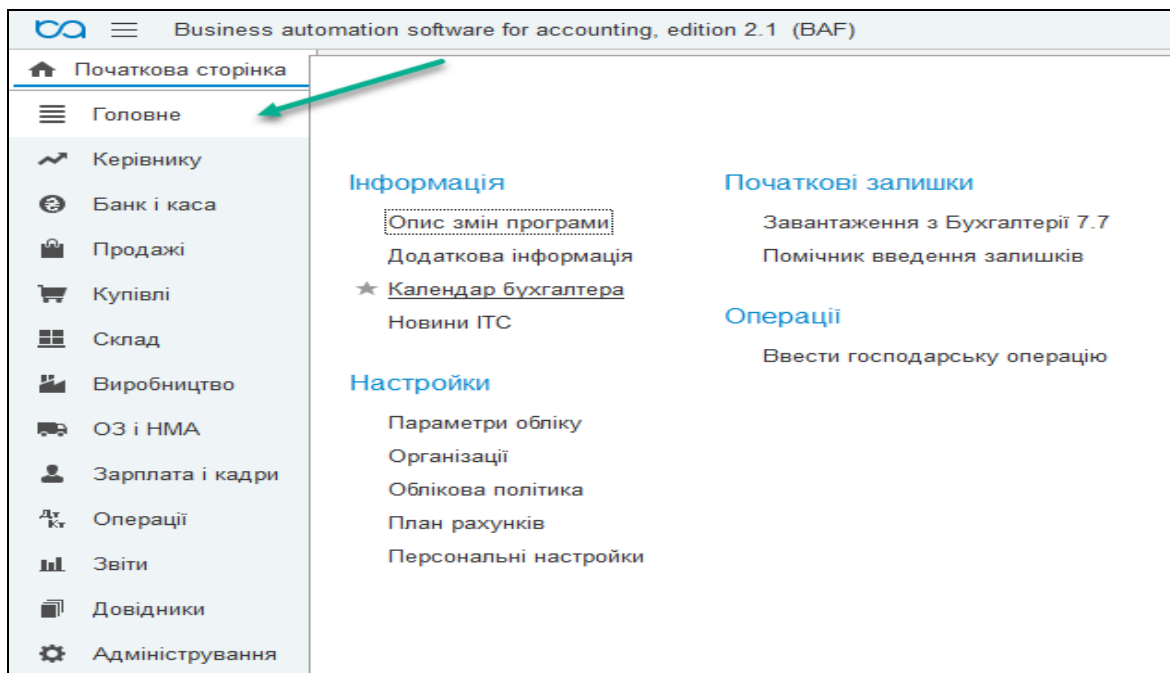 Business automation software for accounting, edition 2.1 (BAF)
Початкова сторінка
Головне
Керівнику
Банк і каса
Продажі
Купівлі
Склад
Виробництво
ОЗ і НМА
Зарплата і кадри
Дт Кт Операції
Звіти
Довідники
Адміністрування
Інформація
Опис змін програми
Додаткова інформація
Календар бухгалтера
Новини ІТС
Настройки
Параметри обліку
Організації
Облікова політика
План рахунків
Персональні настройки
Початкові залишки
Завантаження з Бухгалтерії 7.7
Помічник введення залишків
Операції
Ввести господарську операцію